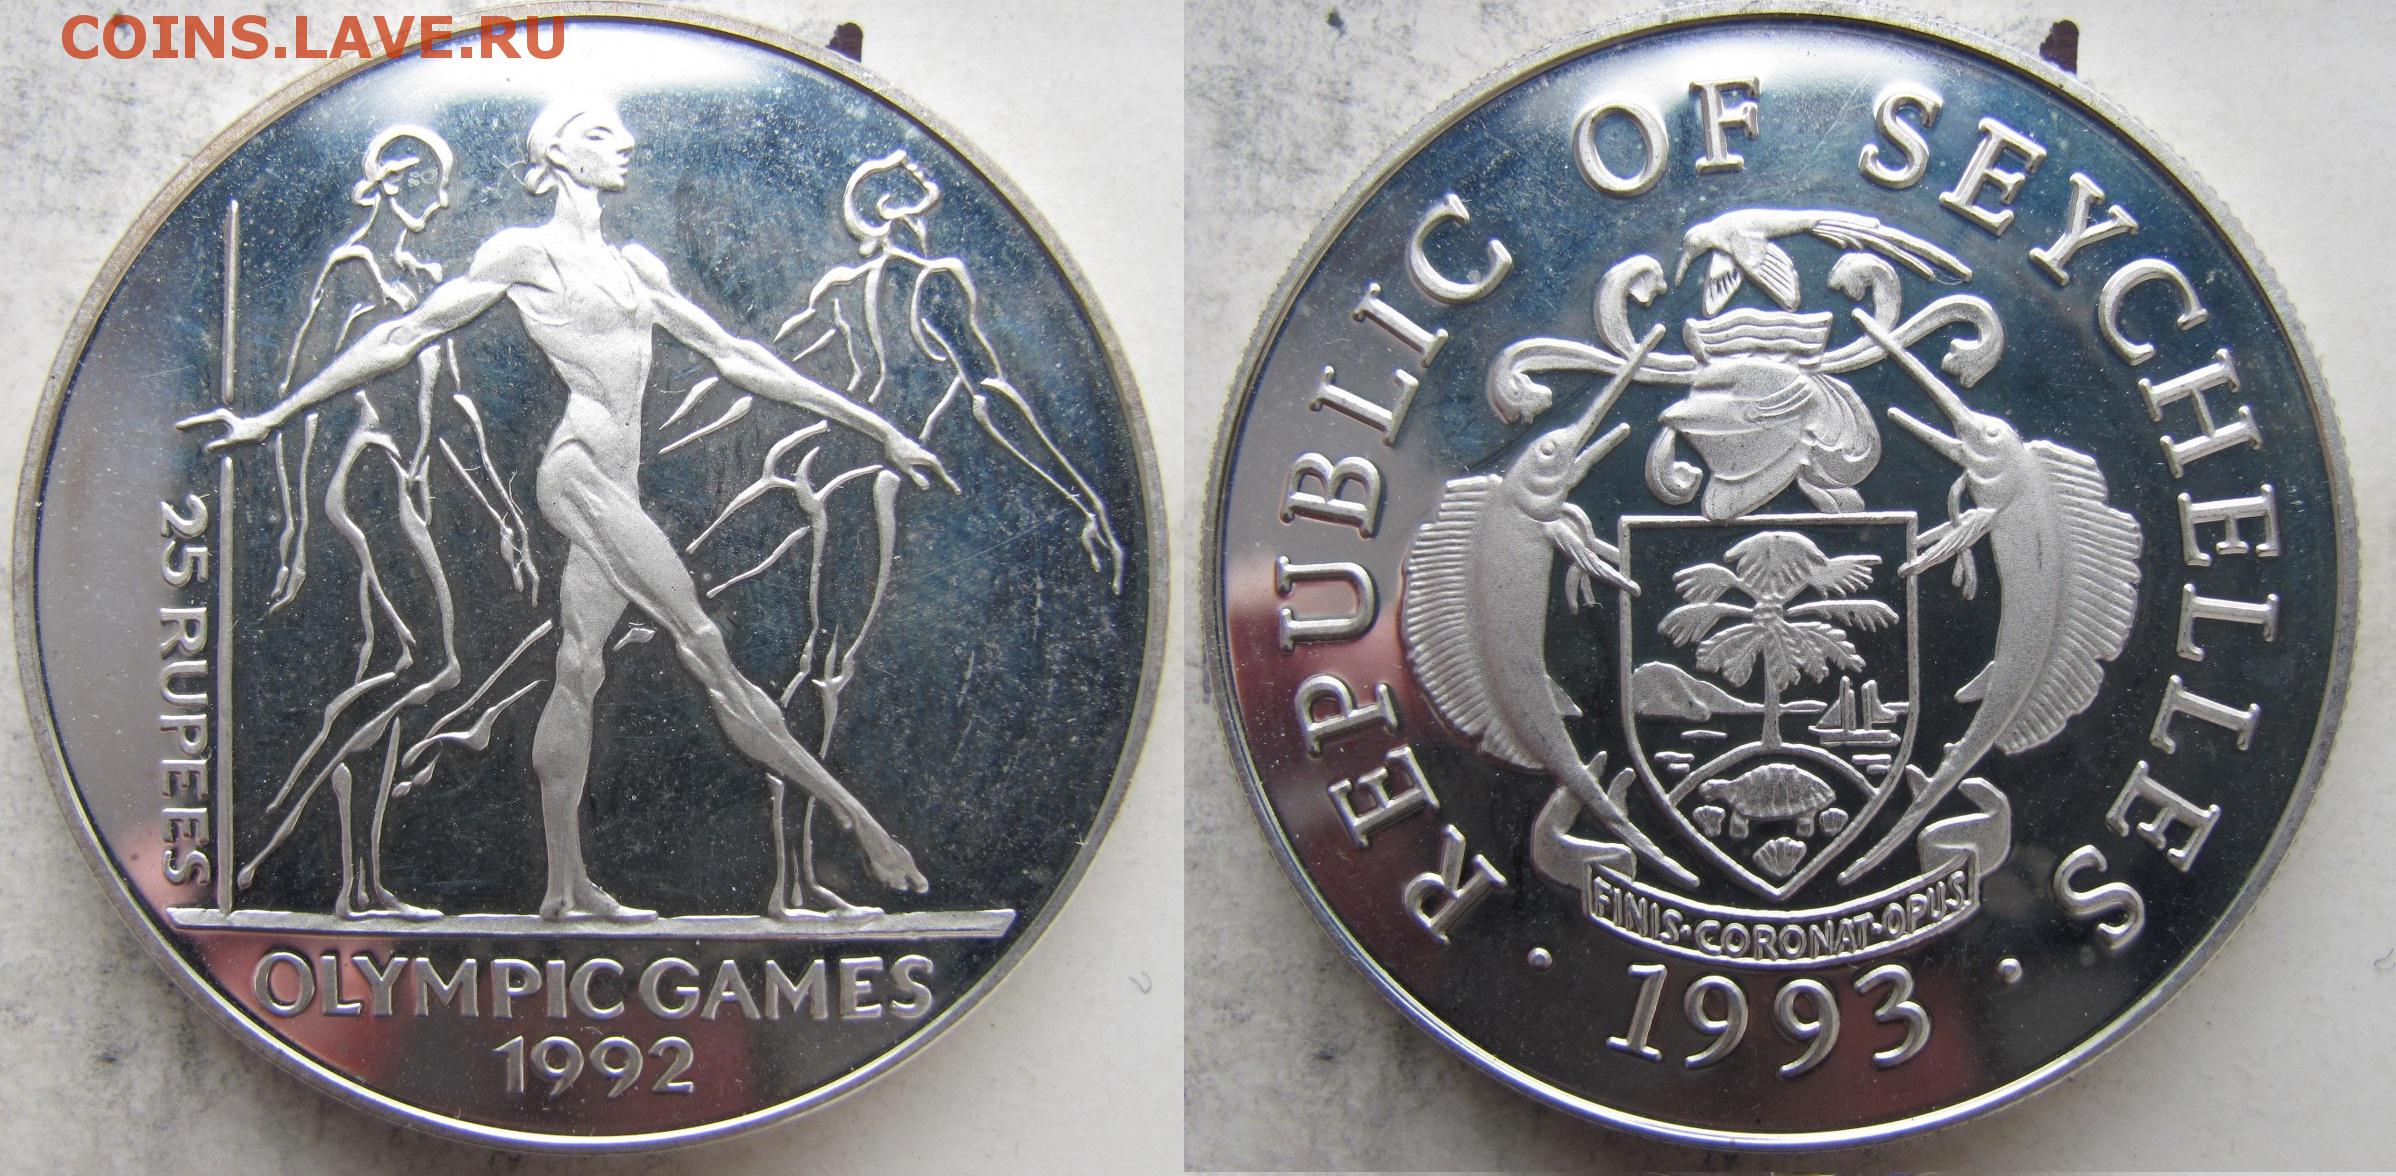 COINS.LAVE.RU
25 RUPEES
OLYMPIC GAMES
1992
REPUBLIC OF SEYCHELLES
FINIS·CORONAT·OPUS
· 1993 ·